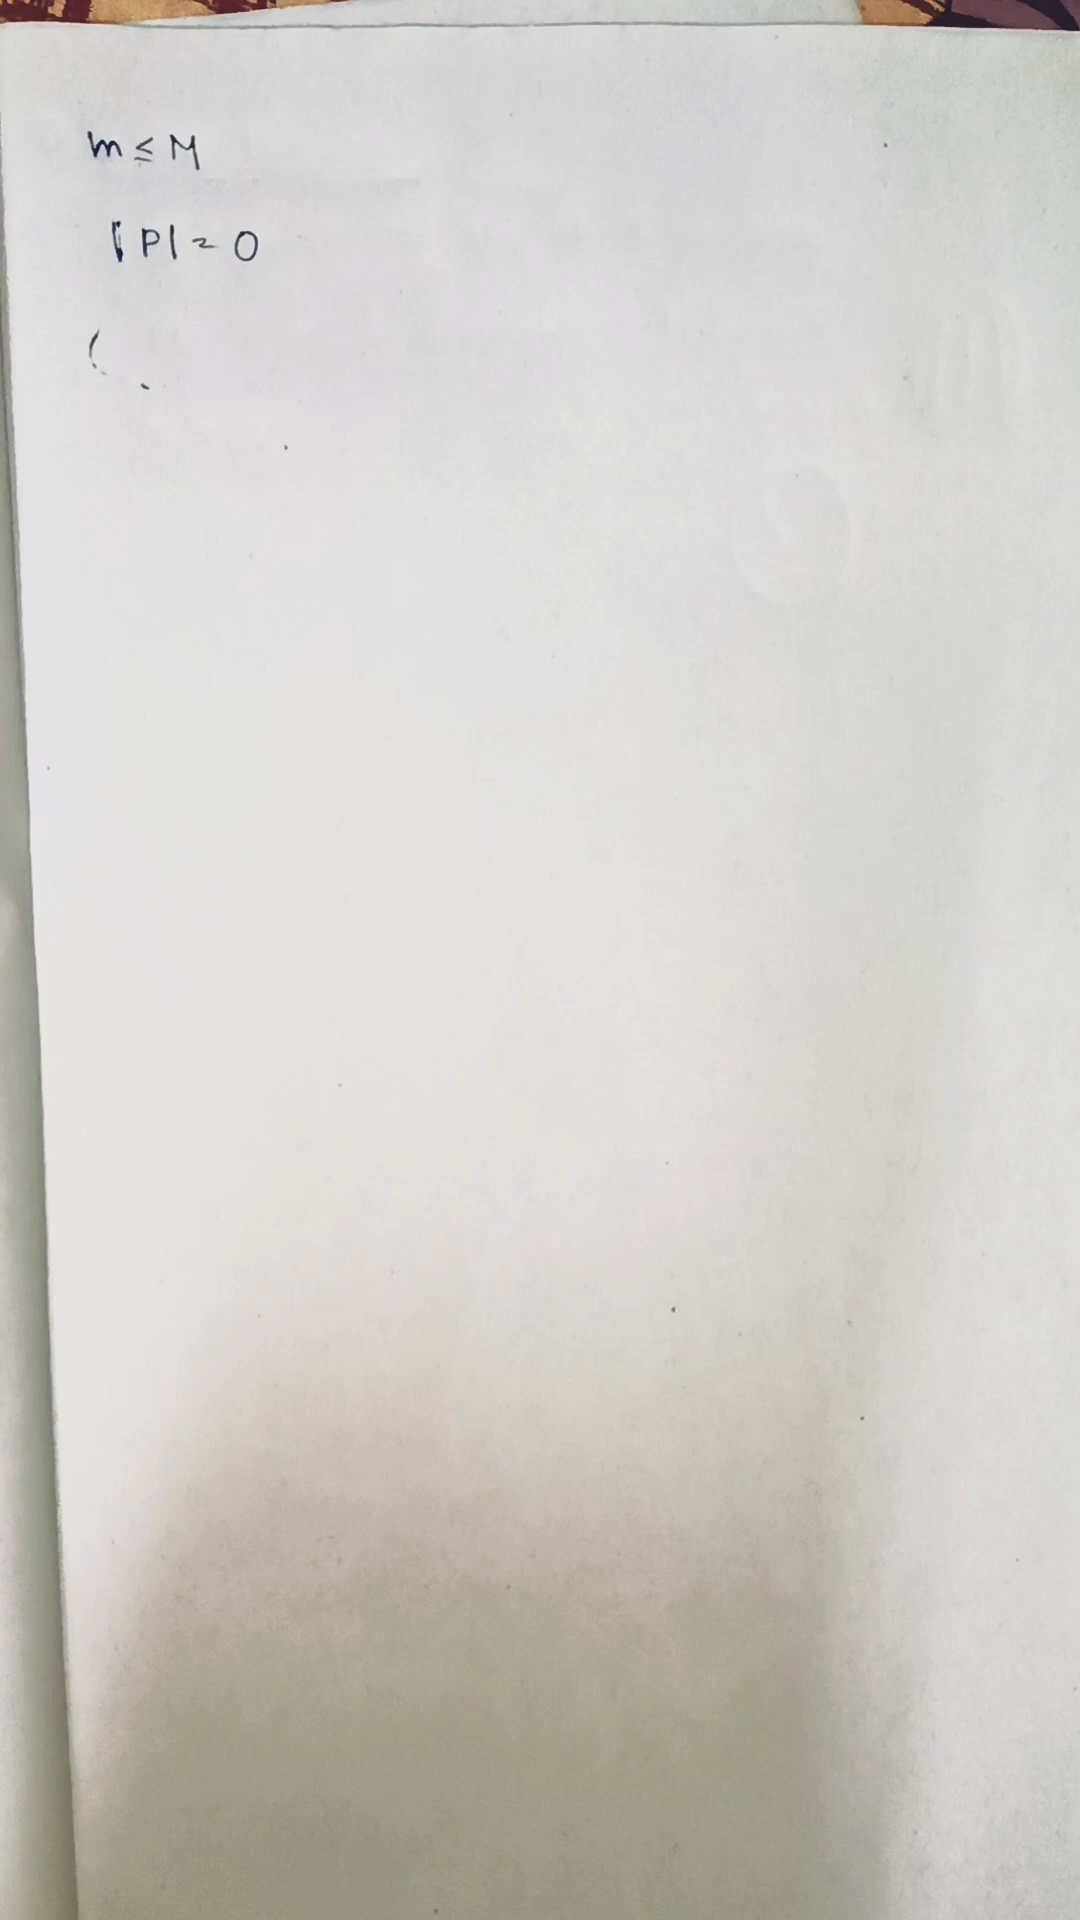 m ≤ M
|P| = 0
(